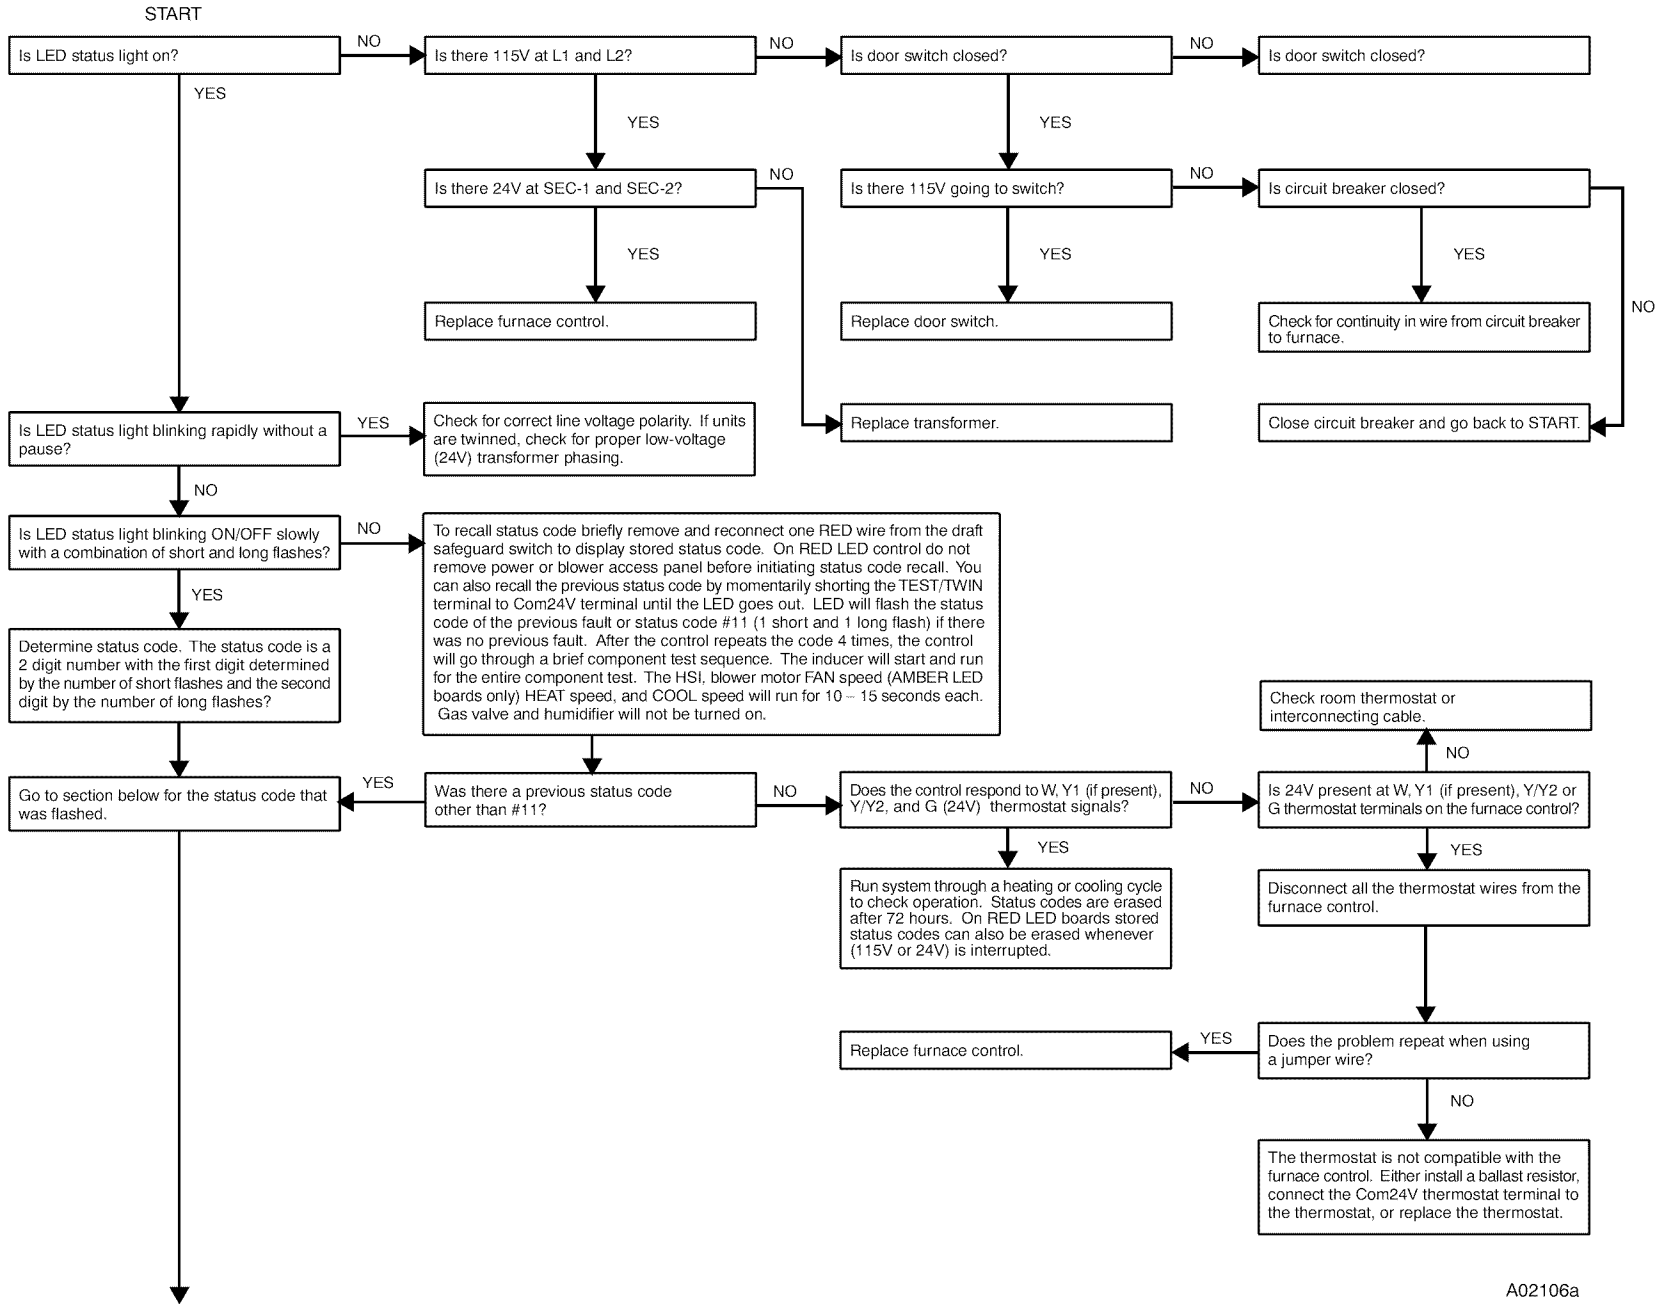 START
Is LED status light on?
NO
Is there 115V at L1 and L2?
NO
Is door switch closed?
NO
Is door switch closed?
YES
YES
YES
Is there 24V at SEC-1 and SEC-2?
NO
Is there 115V going to switch?
NO
Is circuit breaker closed?
YES
YES
YES
NO
Replace furnace control.
Replace door switch.
Check for continuity in wire from circuit breaker
to furnace.
Is LED status light blinking rapidly without a
pause?
YES
Check for correct line voltage polarity. If units
are twinned, check for proper low-voltage
(24V) transformer phasing.
Replace transformer.
Close circuit breaker and go back to START.
NO
Is LED status light blinking ON/OFF slowly
with a combination of short and long flashes?
NO
To recall status code briefly remove and reconnect one RED wire from the draft
safeguard switch to display stored status code. On RED LED control do not
remove power or blower access panel before initiating status code recall. You
can also recall the previous status code by momentarily shorting the TEST/TWIN
terminal to Com24V terminal until the LED goes out. LED will flash the status
code of the previous fault or status code #11 (1 short and 1 long flash) if there
was no previous fault. After the control repeats the code 4 times, the control
will go through a brief component test sequence. The inducer will start and run
for the entire component test. The HSI, blower motor FAN speed (AMBER LED
boards only) HEAT speed, and COOL speed will run for 10 – 15 seconds each.
Gas valve and humidifier will not be turned on.
YES
Determine status code. The status code is a
2 digit number with the first digit determined
by the number of short flashes and the second
digit by the number of long flashes?
Check room thermostat or
interconnecting cable.
NO
Go to section below for the status code that
was flashed.
YES
Was there a previous status code
other than #11?
NO
Does the control respond to W, Y1 (if present),
Y/Y2, and G (24V) thermostat signals?
NO
Is 24V present at W, Y1 (if present), Y/Y2 or
G thermostat terminals on the furnace control?
YES
YES
Run system through a heating or cooling cycle
to check operation. Status codes are erased
after 72 hours. On RED LED boards stored
status codes can also be erased whenever
(115V or 24V) is interrupted.
Disconnect all the thermostat wires from the
furnace control.
Replace furnace control.
YES
Does the problem repeat when using
a jumper wire?
NO
The thermostat is not compatible with the
furnace control. Either install a ballast resistor,
connect the Com24V thermostat terminal to
the thermostat, or replace the thermostat.
A02106a